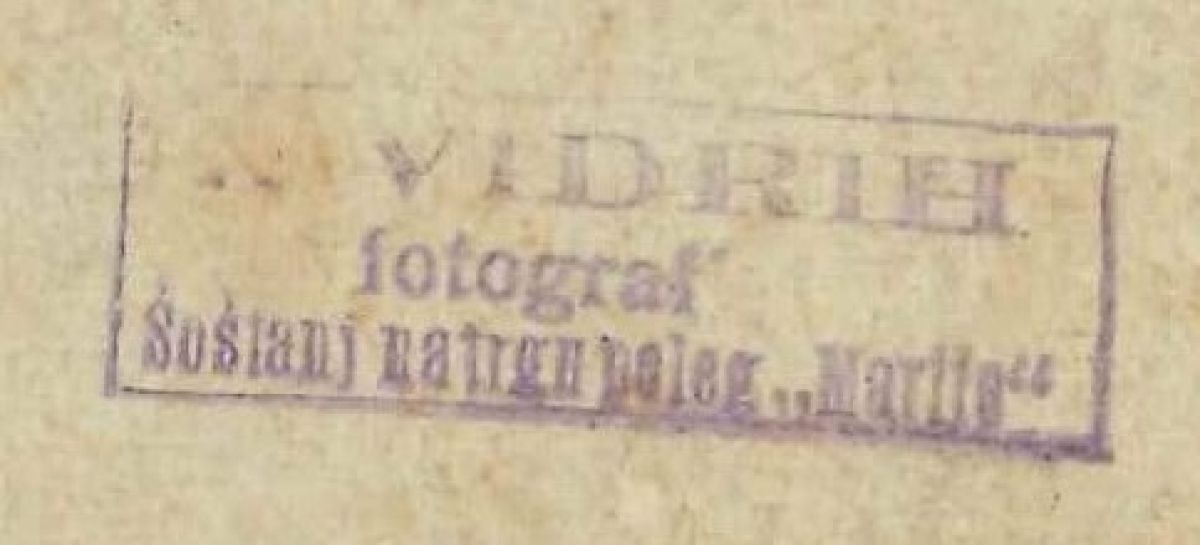 VIDRIH
fotograf
Šoštanj na trgu poleg „Marije“